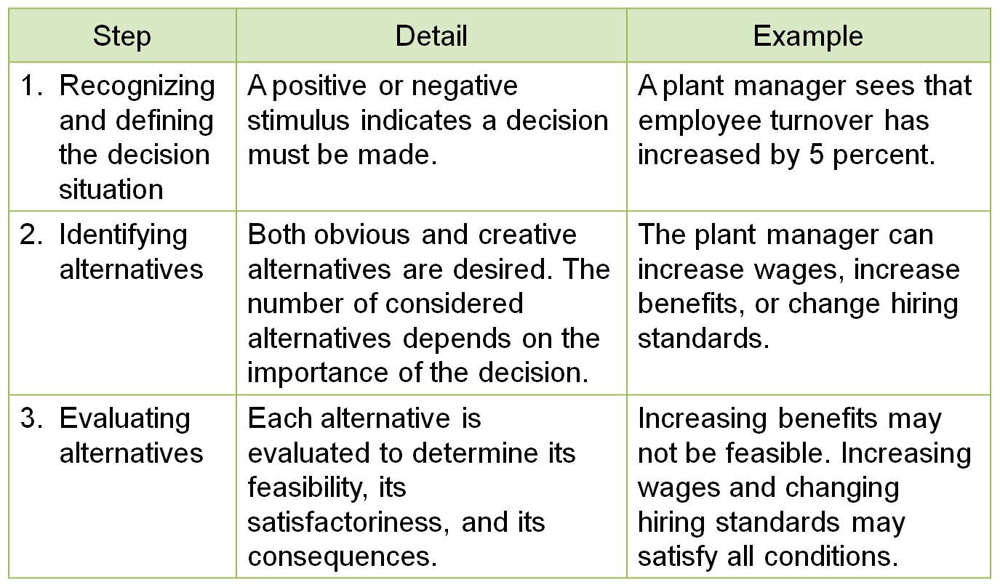 Step
Detail
Example
1. Recognizing
and defining
the decision
situation
A positive or negative
stimulus indicates a decision
must be made.
A plant manager sees that
employee turnover has
increased by 5 percent.
2. Identifying
alternatives
Both obvious and creative
alternatives are desired. The
number of considered
alternatives depends on the
importance of the decision.
The plant manager can
increase wages, increase
benefits, or change hiring
standards.
3. Evaluating
alternatives
Each alternative is
evaluated to determine its
feasibility, its
satisfactoriness, and its
consequences.
Increasing benefits may
not be feasible. Increasing
wages and changing
hiring standards may
satisfy all conditions.